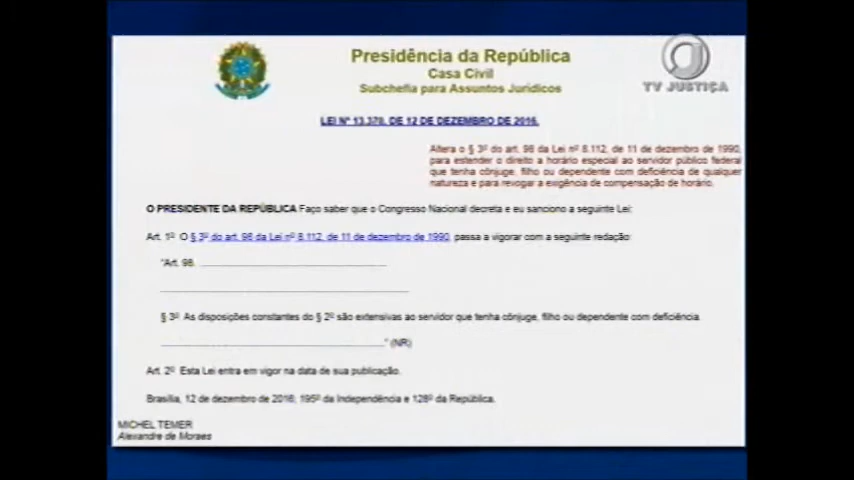 Presidência da República
Casa Civil
Subchefia para Assuntos Jurídicos
TV JUSTIÇA
LEI Nº 13.370, DE 12 DE DEZEMBRO DE 2016.
Altera o § 3º do art. 98 da Lei nº 8.112, de 11 de dezembro de 1990,
para estender o direito a horário especial ao servidor público federal
que tenha cônjuge, filho ou dependente com deficiência de qualquer
natureza e para revogar a exigência de compensação de horário.
O PRESIDENTE DA REPÚBLICA Faço saber que o Congresso Nacional decreta e eu sanciono a seguinte Lei:
Art. 1º O § 3º do art. 98 da Lei nº 8.112, de 11 de dezembro de 1990, passa a vigorar com a seguinte redação:
“Art. 98. ..........................................................................
..........................................................................................
§ 3º As disposições constantes do § 2º são extensivas ao servidor que tenha cônjuge, filho ou dependente com deficiência.
.................................................................................” (NR)
Art. 2º Esta Lei entra em vigor na data de sua publicação.
Brasília, 12 de dezembro de 2016; 195º da Independência e 128º da República.
MICHEL TEMER
Alexandre de Moraes